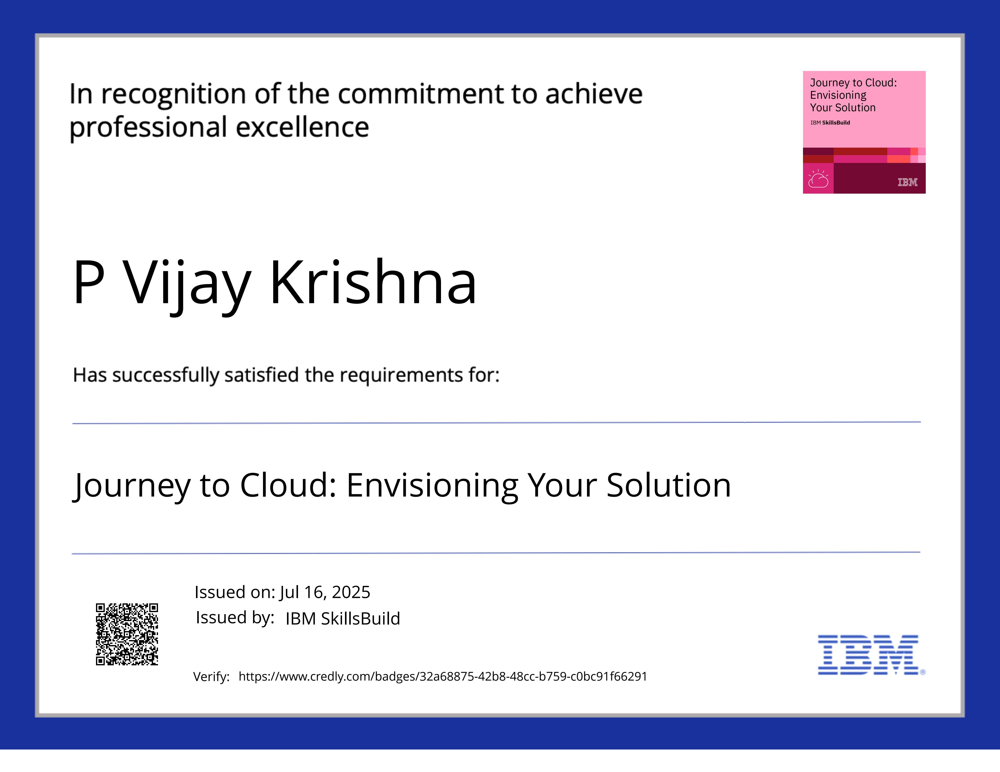 In recognition of the commitment to achieve
professional excellence
Journey to Cloud:
Envisioning
Your Solution
IBM SkillsBuild
IBM
P Vijay Krishna
Has successfully satisfied the requirements for:
Journey to Cloud: Envisioning Your Solution
Issued on: Jul 16, 2025
Issued by: IBM SkillsBuild
Verify: https://www.credly.com/badges/32a68875-42b8-48cc-b759-c0bc91f66291
IBM®